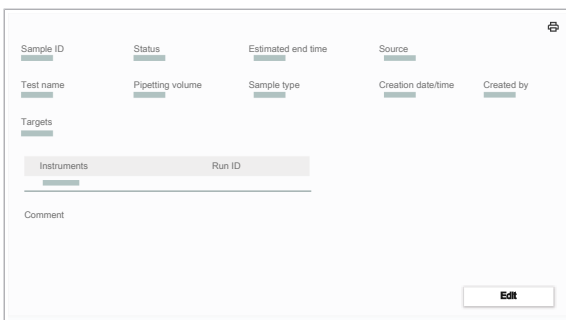 Sample ID Status Estimated end time Source
Test name Pipetting volume Sample type Creation date/time Created by
Targets
Instruments Run ID
Comment
Edit